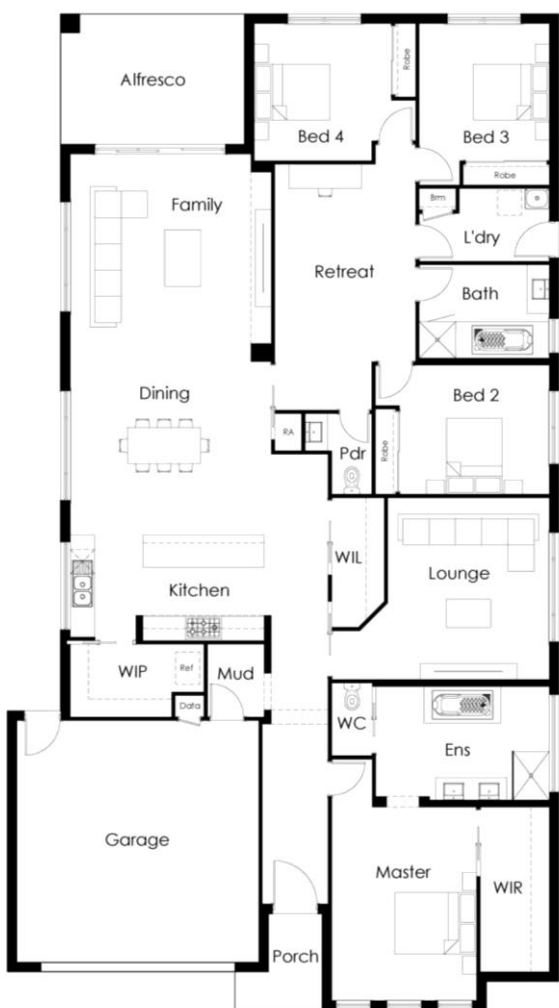 Alfresco
Bed 4
Robe
Bed 3
Robe
Family
Brm
L'dry
Retreat
Bath
Dining
Bed 2
RA
Pdr
Robe
WIL
Lounge
Kitchen
WIP
Ref
Mud
Data
WC
Ens
Garage
Master
WIR
Porch